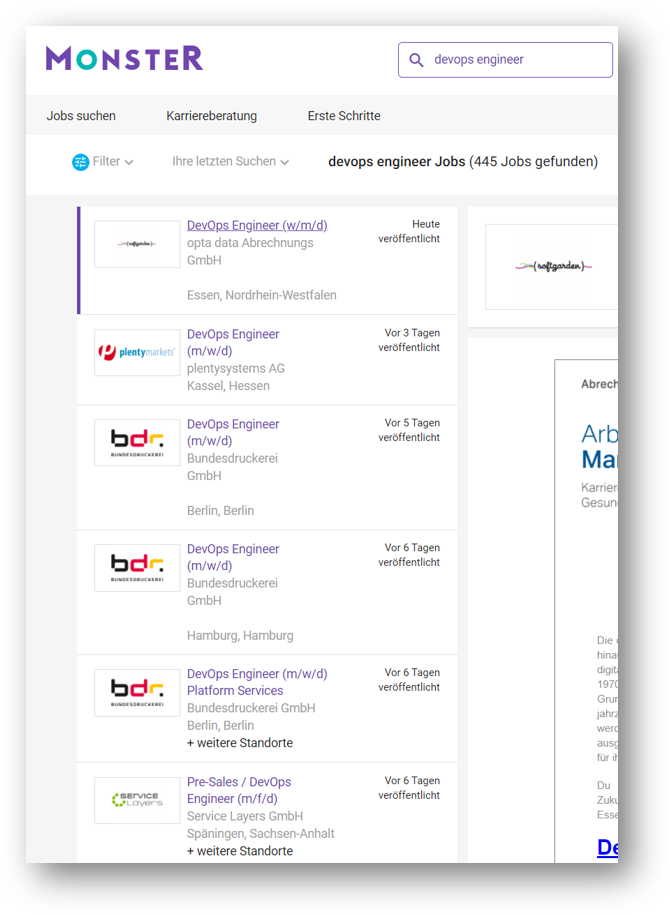 MONSTER
devops engineer
Jobs suchen
Karriereberatung
Erste Schritte
Filter
Ihre letzten Suchen
devops engineer Jobs (445 Jobs gefunden)
softgarden
DevOps Engineer (w/m/d)
opta data Abrechnungs
GmbH
Essen, Nordrhein-Westfalen
Heute
veröffentlicht
plentymarkets
DevOps Engineer
(m/w/d)
plentysystems AG
Kassel, Hessen
Vor 3 Tagen
veröffentlicht
bdr.
BUNDESDRUCKEREI
DevOps Engineer
(m/w/d)
Bundesdruckerei
GmbH
Berlin, Berlin
Vor 5 Tagen
veröffentlicht
bdr.
BUNDESDRUCKEREI
DevOps Engineer
(m/w/d)
Bundesdruckerei
GmbH
Hamburg, Hamburg
Vor 6 Tagen
veröffentlicht
bdr.
BUNDESDRUCKEREI
DevOps Engineer (m/w/d)
Platform Services
Bundesdruckerei GmbH
Berlin, Berlin
+ weitere Standorte
Vor 6 Tagen
veröffentlicht
SERVICE
LAYERS
Pre-Sales / DevOps
Engineer (m/f/d)
Service Layers GmbH
Späningen, Sachsen-Anhalt
+ weitere Standorte
Vor 6 Tagen
veröffentlicht
{softgarden}
Abrech
Arb
Ma
Karriere
Gesun
Die
hinau
digita
1970
Grun
jahrz
werd
ausg
für ih
Du
Zuku
Esse
De